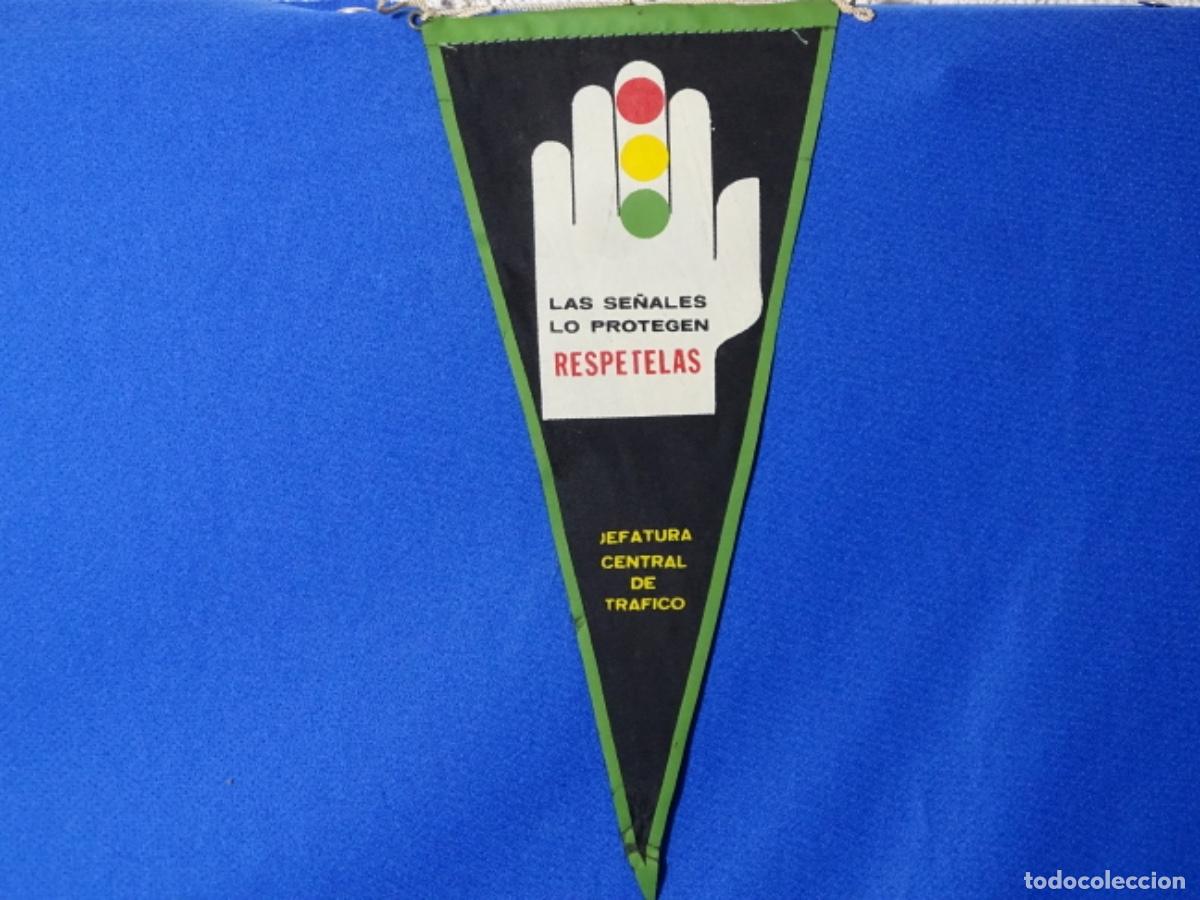 LAS SEÑALES
LO PROTEGEN
RESPETELAS
JEFATURA
CENTRAL
DE
TRAFICO
todocoleccion